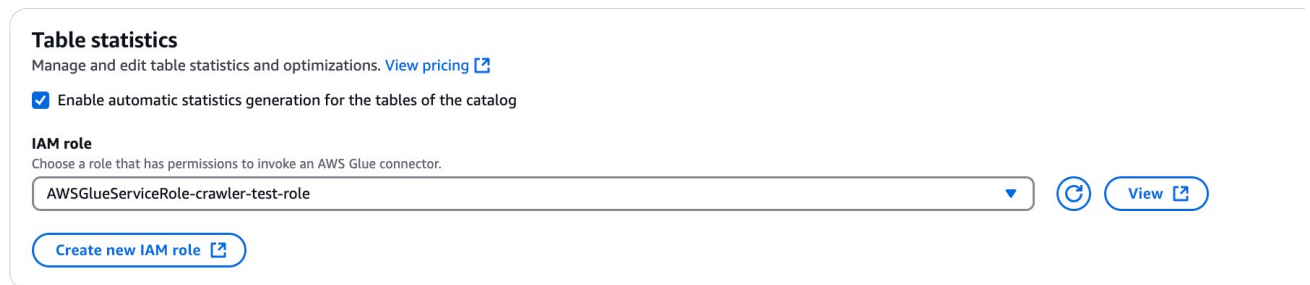 Table statistics
Manage and edit table statistics and optimizations. View pricing
Enable automatic statistics generation for the tables of the catalog
IAM role
Choose a role that has permissions to invoke an AWS Glue connector.
AWSGlueServiceRole-crawler-test-role
View
Create new IAM role